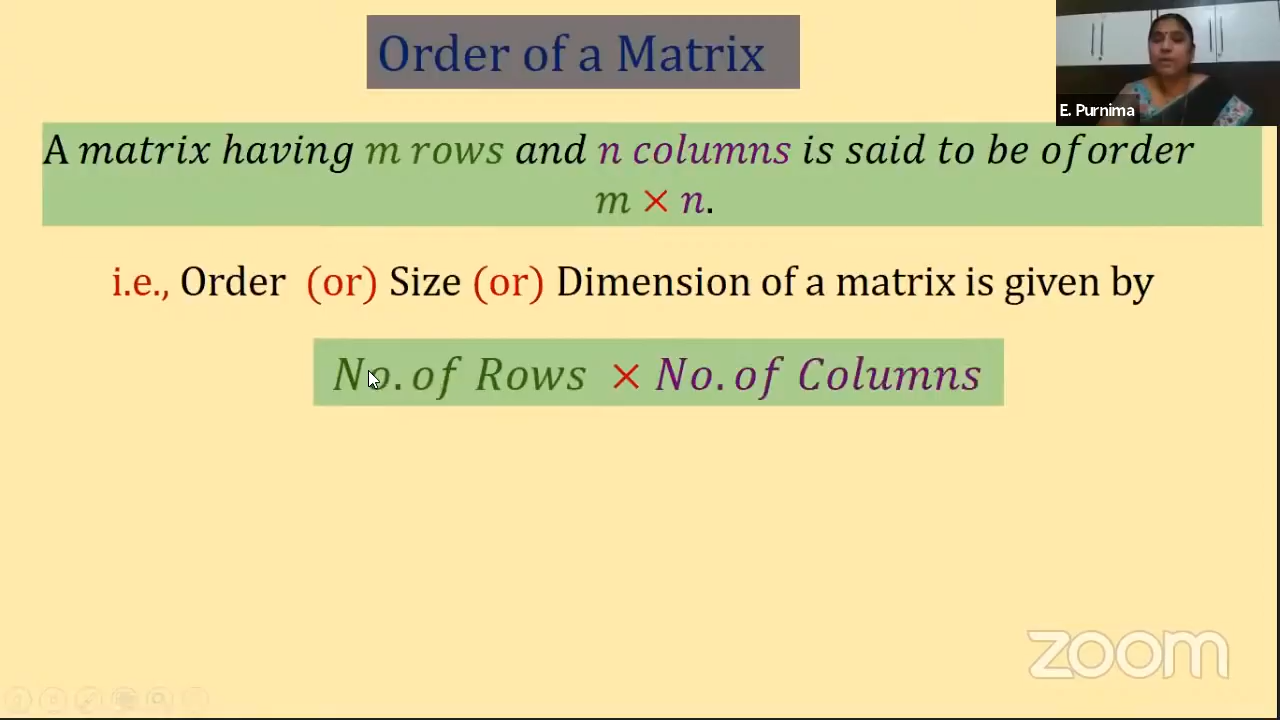 Order of a Matrix
E. Purnima
A matrix having m rows and n columns is said to be of order
m × n.
i.e., Order (or) Size (or) Dimension of a matrix is given by
No. of Rows × No. of Columns
zoom